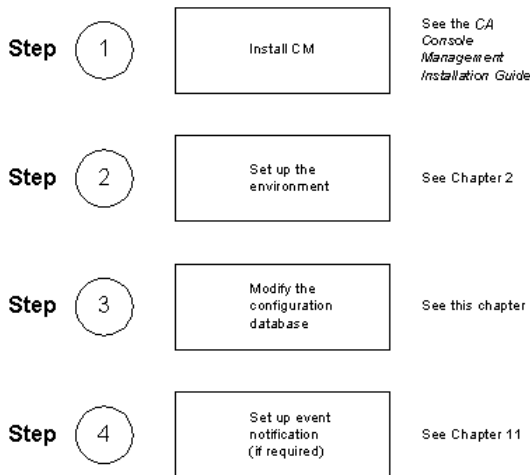 Step 1 Install CM See the CA
Console
Management
Installation Guide
Step 2 Set up the
environment See Chapter 2
Step 3 Modify the
configuration
database See this chapter
Step 4 Set up event
notification
(if required) See Chapter 11